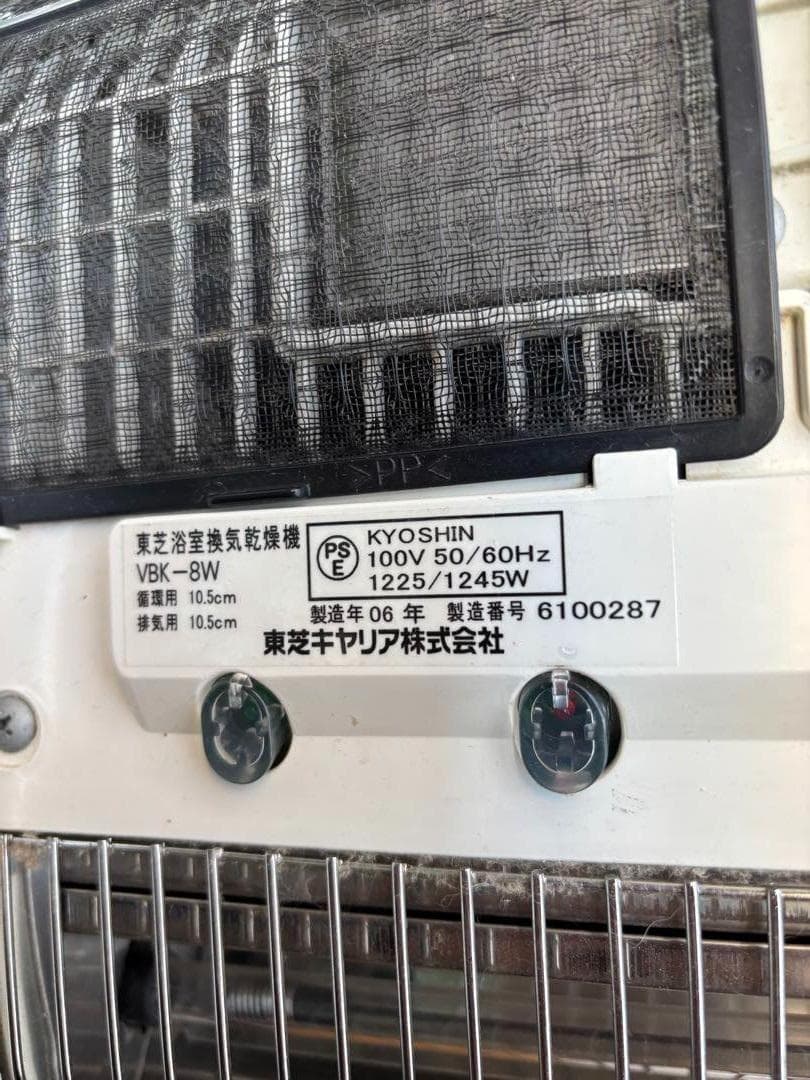 >PP<
東芝浴室換気乾燥機
VBK-8W
循環用 10.5cm
排気用 10.5cm
PS
E
KYOSHIN
100V 50/60Hz
1225/1245W
製造年 06 年 製造番号 6100287
東芝キヤリア株式会社